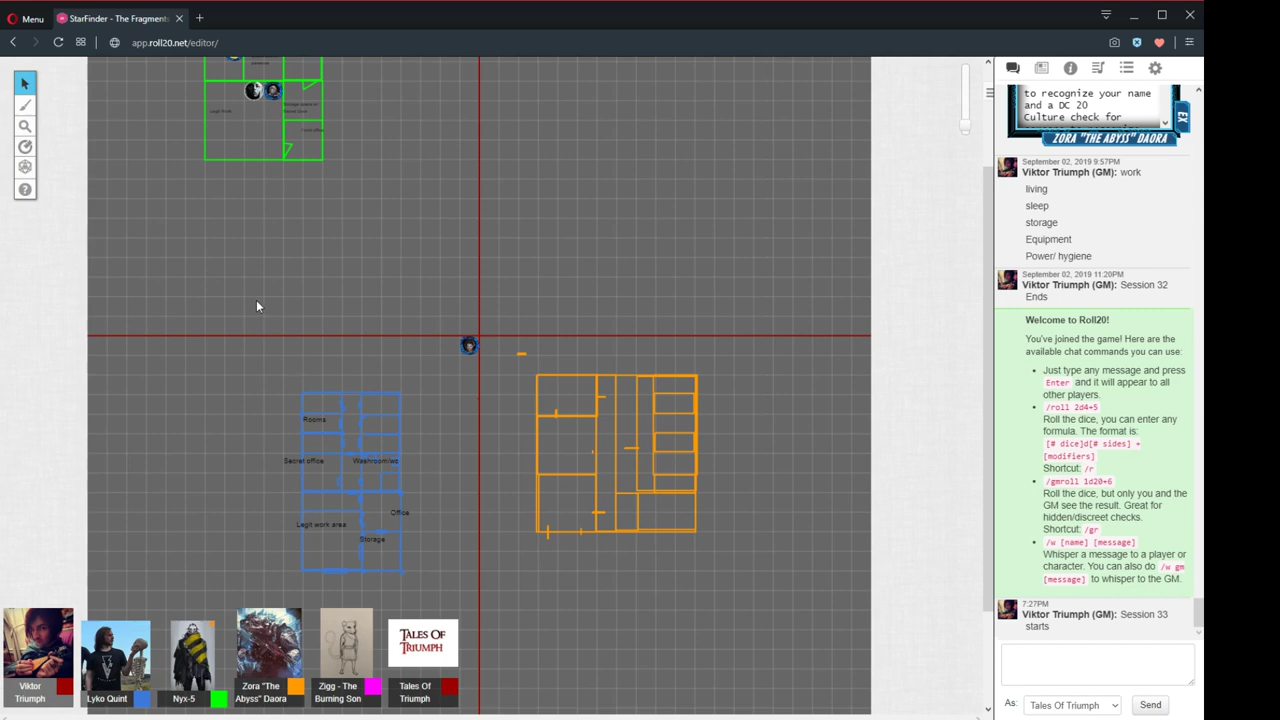 Menu
StarFinder - The Fragments
app.roll20.net/editor/
Legit Work
Storage space or
Secret Cave
Rooms
Secret office
Washroom/wc
Legit work area
Office
Storage
to recognize your name
and a DC 20
Culture check for
EX
ZORA "THE ABYSS" DAORA
September 02, 2019 9:57PM
Viktor Triumph (GM): work
living
sleep
storage
Equipment
Power/ hygiene
September 02, 2019 11:20PM
Viktor Triumph (GM): Session 32
Ends
Welcome to Roll20!
You've joined the game! Here are the
available chat commands you can use:
Just type any message and press
Enter and it will appear to all
other players.
/roll 2d4+5
Roll the dice, you can enter any
formula. The format is:
[# dice]d[# sides] +
[modifiers]
Shortcut: /r
/gmroll 1d20+6
Roll the dice, but only you and the
GM see the result. Great for
hidden/discreet checks.
Shortcut: /gr
/w [name] [message]
Whisper a message to a player or
character. You can also do /w gm
[message] to whisper to the GM.
7:27PM
Viktor Triumph (GM): Session 33
starts
As: Tales Of Triumph Send
Viktor
Triumph
Lyko Quint
Nyx-5
Zora "The
Abyss" Daora
Zigg - The
Burning Son
TALES OF
TRIUMPH
Tales Of
Triumph